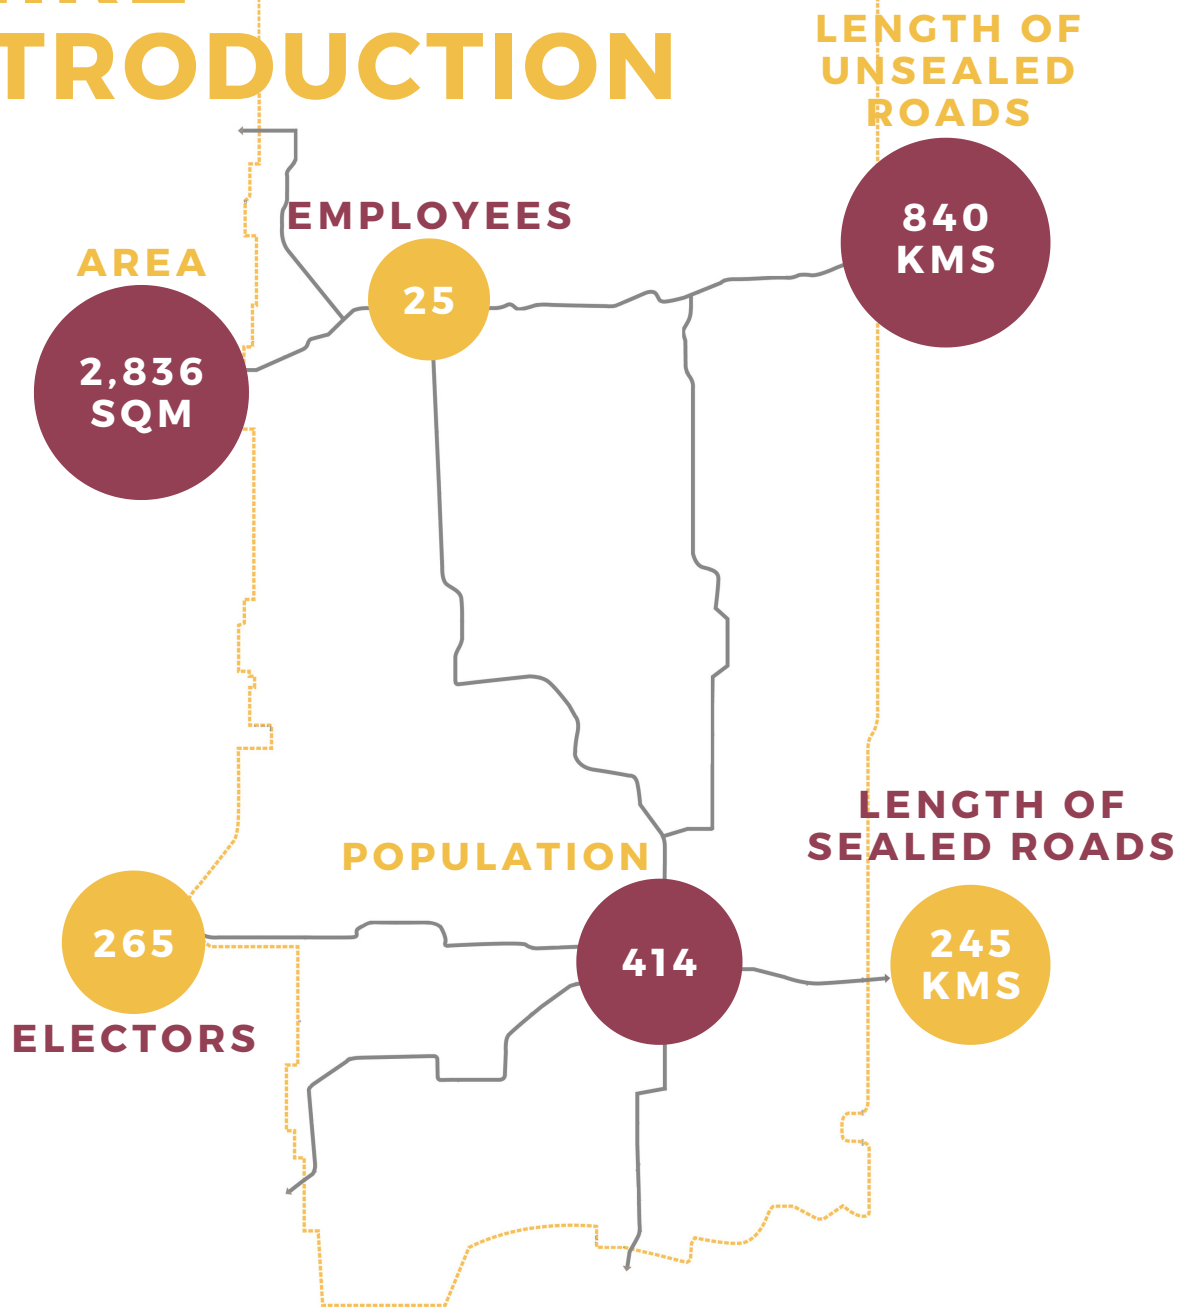 TRODUCTION
LENGTH OF
UNSEALED
ROADS
840
KMS
EMPLOYEES
25
AREA
2,836
SQM
LENGTH OF
SEALED ROADS
245
KMS
POPULATION
414
265
ELECTORS